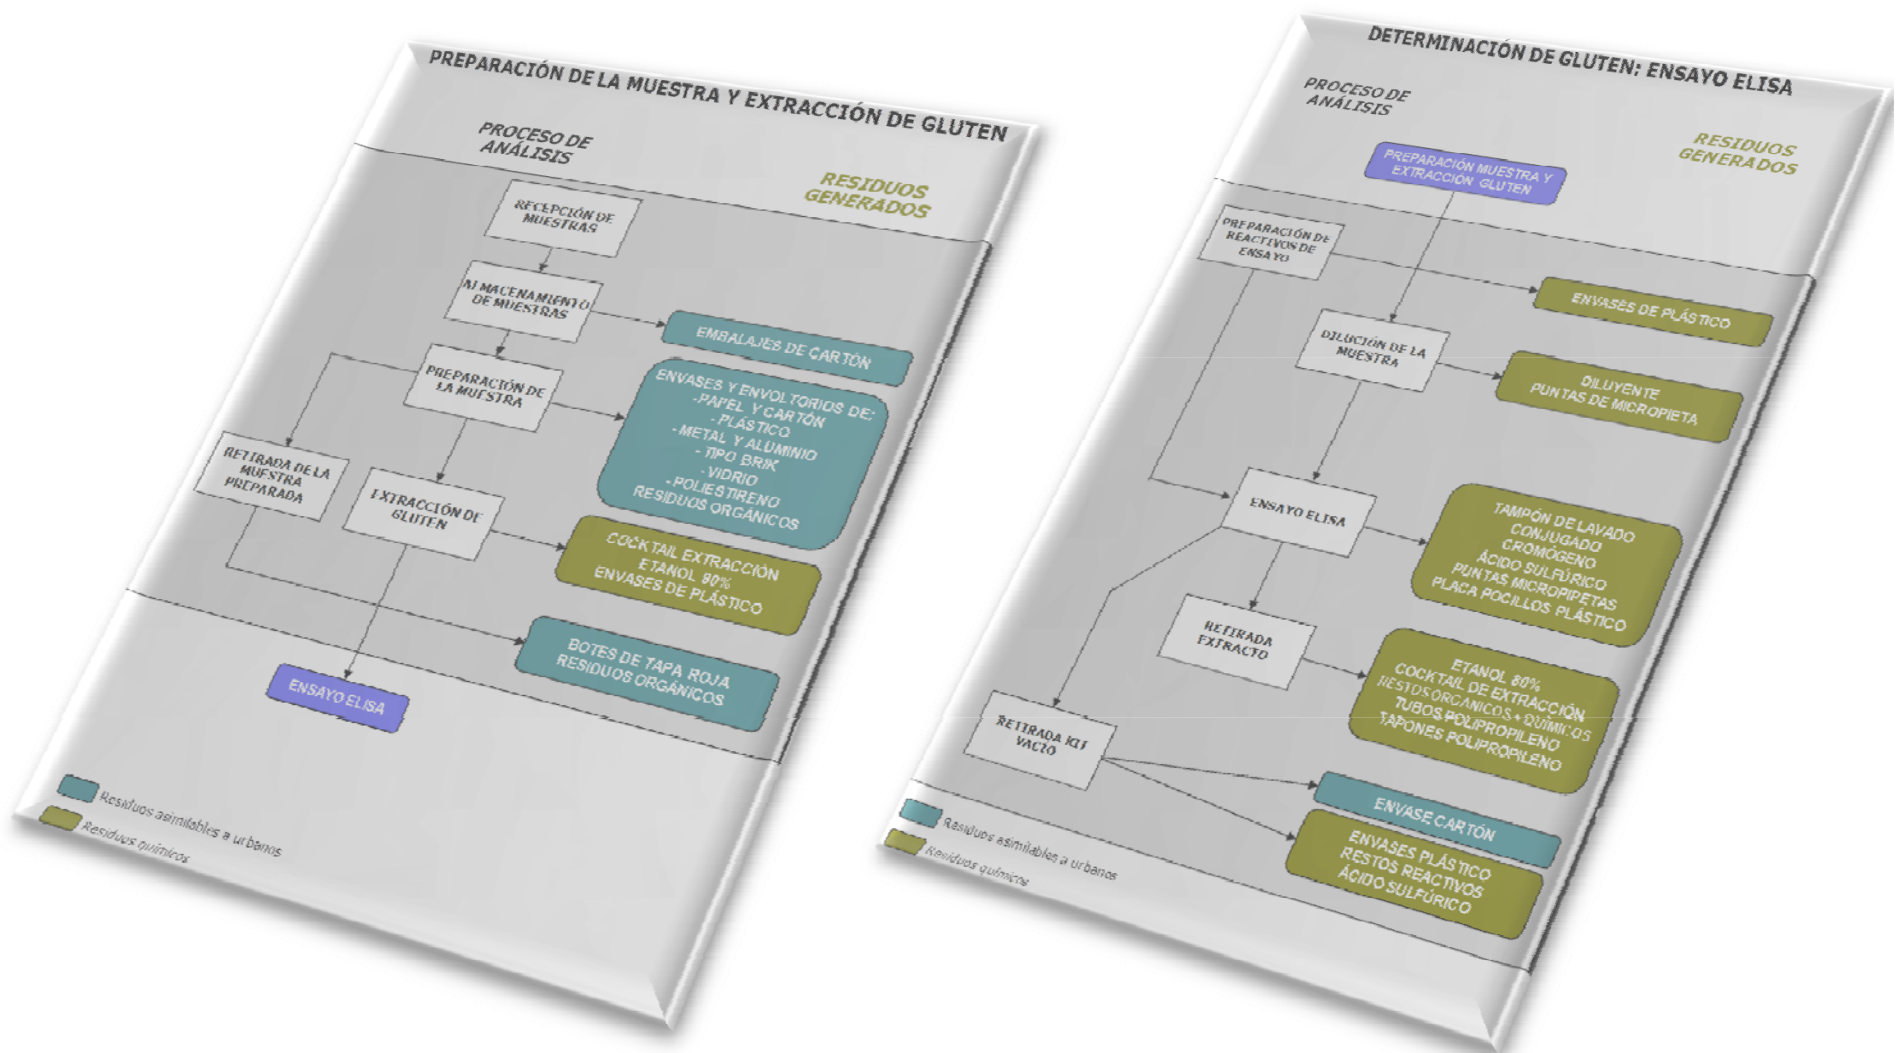 PREPARACIÓN DE LA MUESTRA Y EXTRACCIÓN DE GLUTEN
PROCESO DE
ANÁLISIS
RESIDUOS
GENERADOS
RECEPCIÓN DE
MUESTRAS
ALMACENAMIENTO
DE MUESTRAS
EMBALAJES DE CARTÓN
PREPARACIÓN DE
LA MUESTRA
ENVASES Y ENVOLTORIOS DE:
-PAPEL Y CARTÓN
- PLÁSTICO
- METAL Y ALUMINIO
- TIPO BRIK
- VIDRIO
- POLIESTIRENO
RESIDUOS ORGÁNICOS
RETIRADA DE LA
MUESTRA
PREPARADA
EXTRACCIÓN DE
GLUTEN
COCKTAIL EXTRACCIÓN
ETANOL 80%
ENVASES DE PLÁSTICO
BOTES DE TAPA ROJA
RESIDUOS ORGÁNICOS
ENSAYO ELISA
Residuos asimilables a urbanos
Residuos químicos
DETERMINACIÓN DE GLUTEN: ENSAYO ELISA
PROCESO DE
ANÁLISIS
RESIDUOS
GENERADOS
PREPARACIÓN MUESTRA Y
EXTRACCIÓN GLUTEN
PREPARACIÓN DE
REACTIVOS DE
ENSAYO
ENVASES DE PLÁSTICO
DILUCIÓN DE LA
MUESTRA
DILUYENTE
PUNTAS DE MICROPIETA
ENSAYO ELISA
TAMPÓN DE LAVADO
CONJUGADO
CROMÓGENO
ÁCIDO SULFÚRICO
PUNTAS MICROPIPETAS
PLACA POCILLOS PLÁSTICO
RETIRADA
EXTRACTO
ETANOL 80%
COCKTAIL DE EXTRACCIÓN
RESTOS ORGÁNICOS + QUÍMICOS
TUBOS POLIPROPILENO
TAPONES POLIPROPILENO
RETIRADA KIT
VACÍO
ENVASE CARTÓN
ENVASES PLÁSTICO
RESTOS REACTIVOS
ÁCIDO SULFÚRICO
Residuos asimilables a urbanos
Residuos químicos